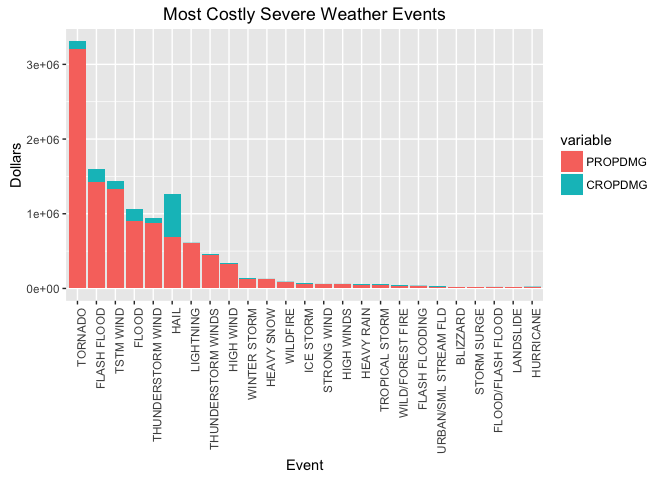 Most Costly Severe Weather Events
Dollars
3e+06
2e+06
1e+06
0e+00
TORNADO
FLASH FLOOD
TSTM WIND
FLOOD
THUNDERSTORM WIND
HAIL
LIGHTNING
THUNDERSTORM WINDS
HIGH WIND
WINTER STORM
HEAVY SNOW
WILDFIRE
ICE STORM
STRONG WIND
HIGH WINDS
HEAVY RAIN
TROPICAL STORM
WILD/FOREST FIRE
FLASH FLOODING
URBAN/SML STREAM FLD
BLIZZARD
STORM SURGE
FLOOD/FLASH FLOOD
LANDSLIDE
HURRICANE
Event
variable
PROPDMG
CROPDMG